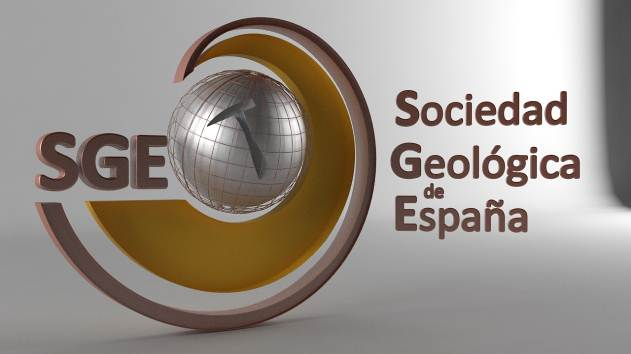 SGE
Sociedad
Geológica
de
España